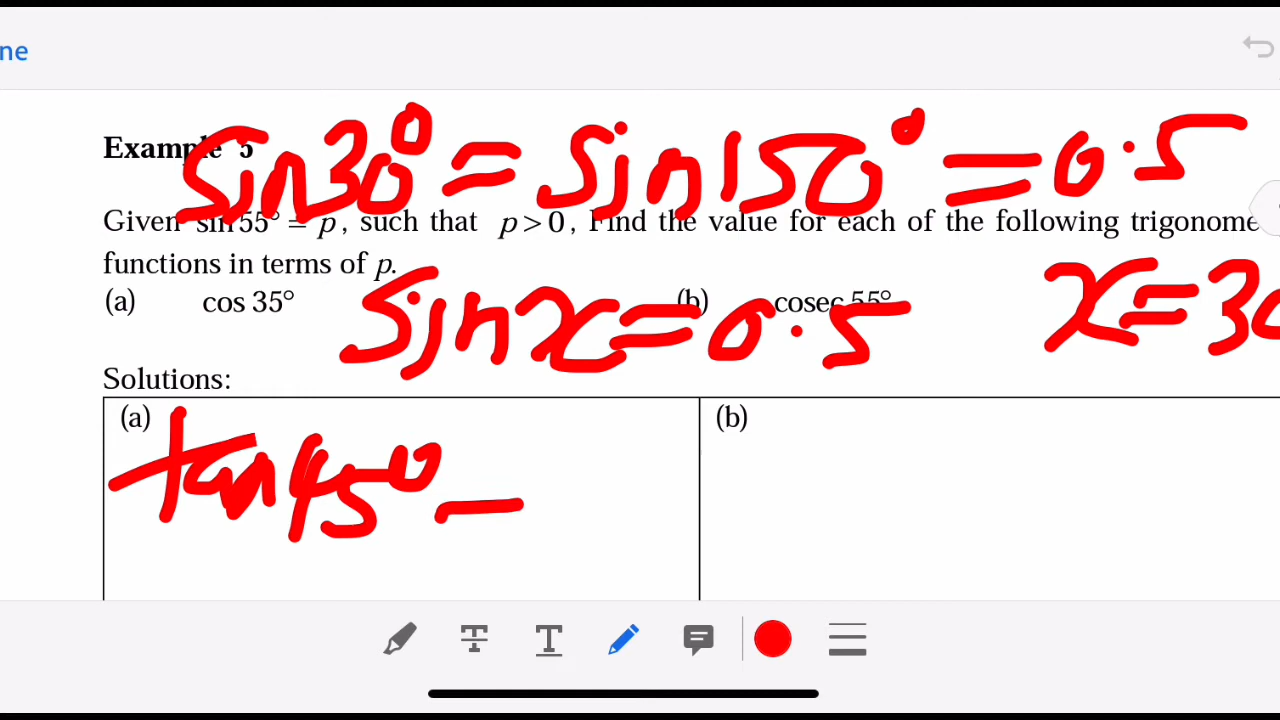 ne
Example 5
sin30° = sin150° = 0.5
Given sin 55° = p, such that p > 0, Find the value for each of the following trigonome
functions in terms of p.
(a) cos 35° (b) cosec 55°
sinx = 0.5 x = 30
Solutions:
(a) (b)
tan45° =